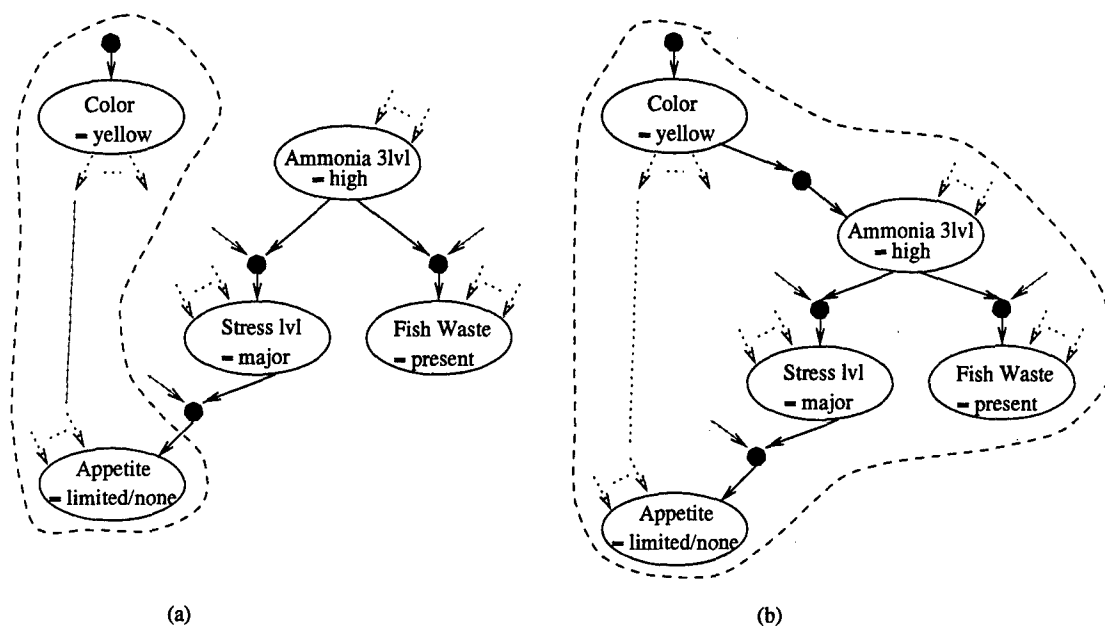 Color
= yellow
Ammonia 3lvl
= high
Stress lvl
= major
Fish Waste
= present
Appetite
= limited/none
(a)
Color
= yellow
Ammonia 3lvl
= high
Stress lvl
= major
Fish Waste
= present
Appetite
= limited/none
(b)